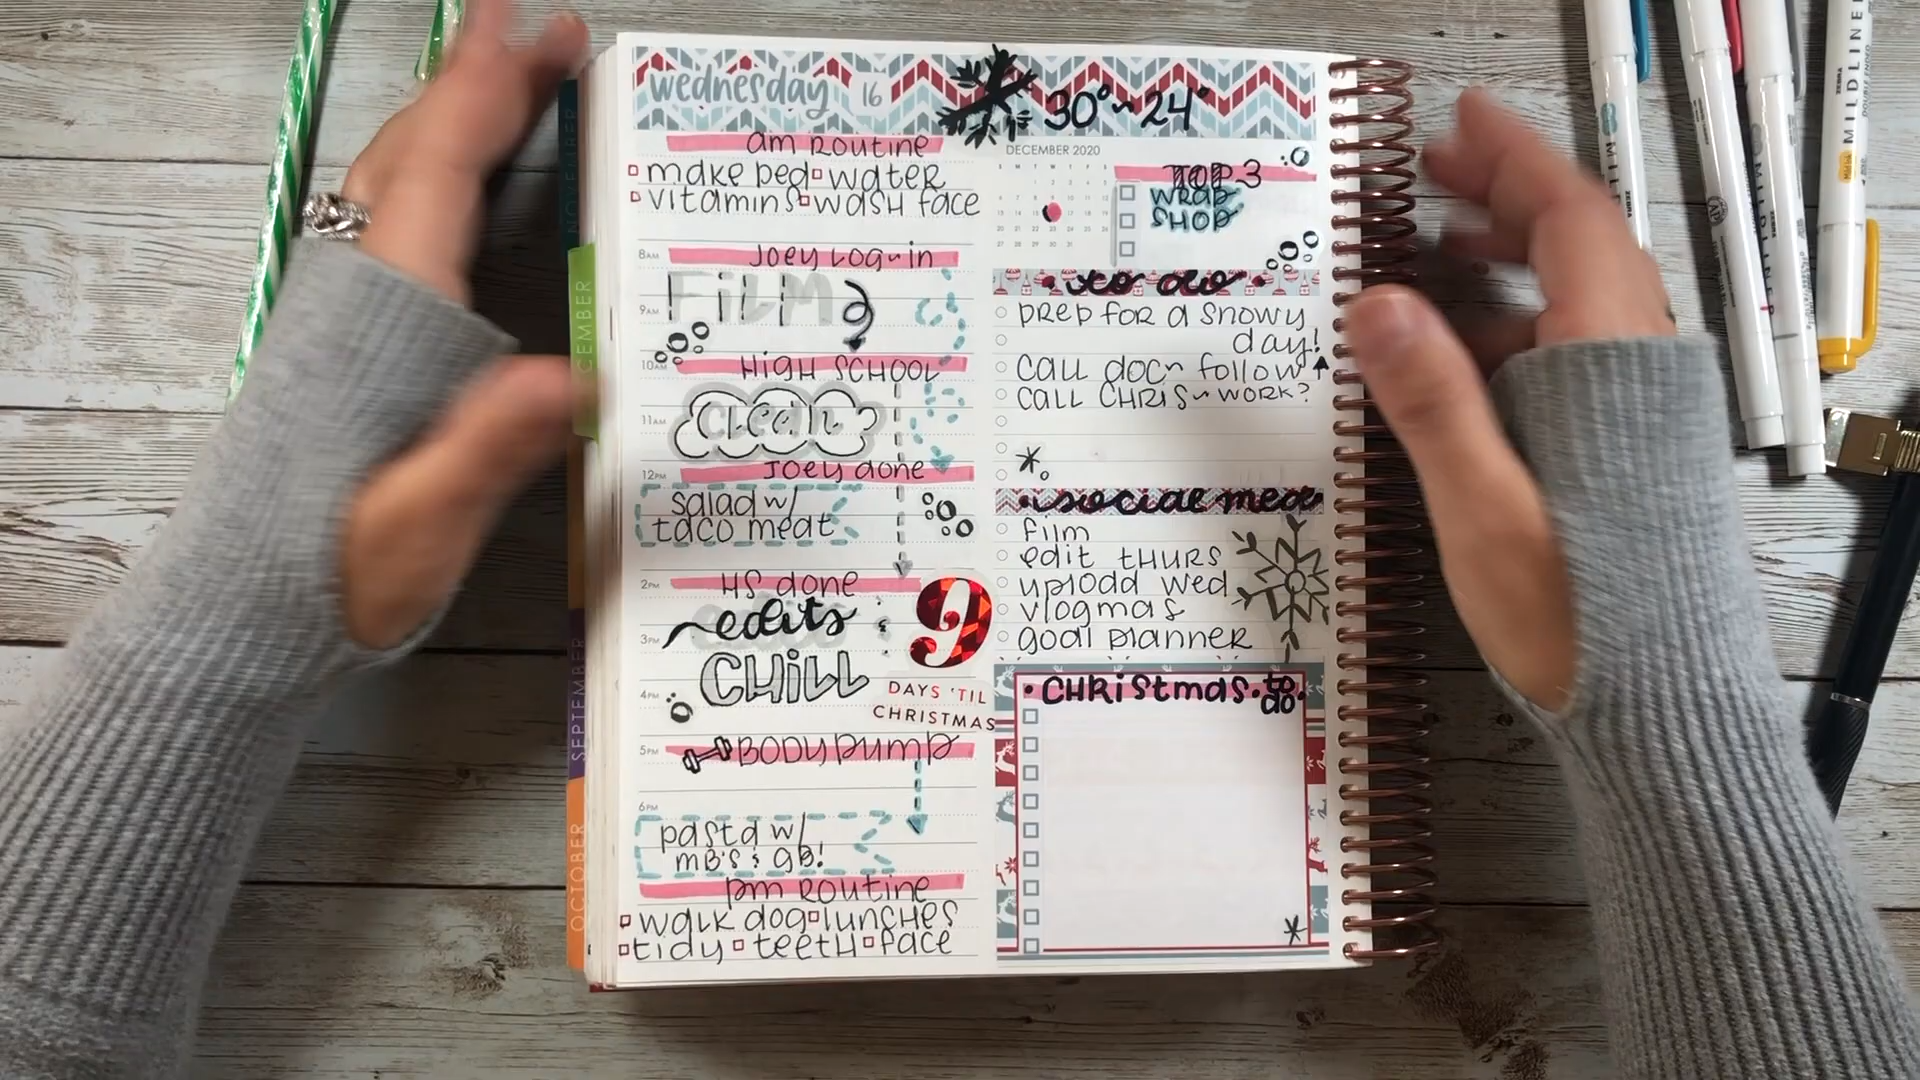 wednesday 16
30° ~ 24°
am Routine
make bed water
vitamins wash face
8AM Joey log-in
9AM Film
10AM High School
11AM Clean
12PM Joey done
salad w/
taco meat
2PM HS done
edits &
3PM
CHiLL
4PM
9
DAYS 'TIL
CHRISTMAS
5PM BODYPUMP
6PM
pasta w/
MB's & gb!
pm Routine
walk dog lunches
tidy teeth face
DECEMBER 2020
TOP 3
WRAP
SHOP
to do
prep for a snowy
day!
call doc~ follow
call CHRIS~work?
social med
film
edit THURS
upload wed
vlogmas
goal planner
CHRistmas to
do
NOVEMBER
SEPTEMBER
OCTOBER
MILDLINER
ZEBRA